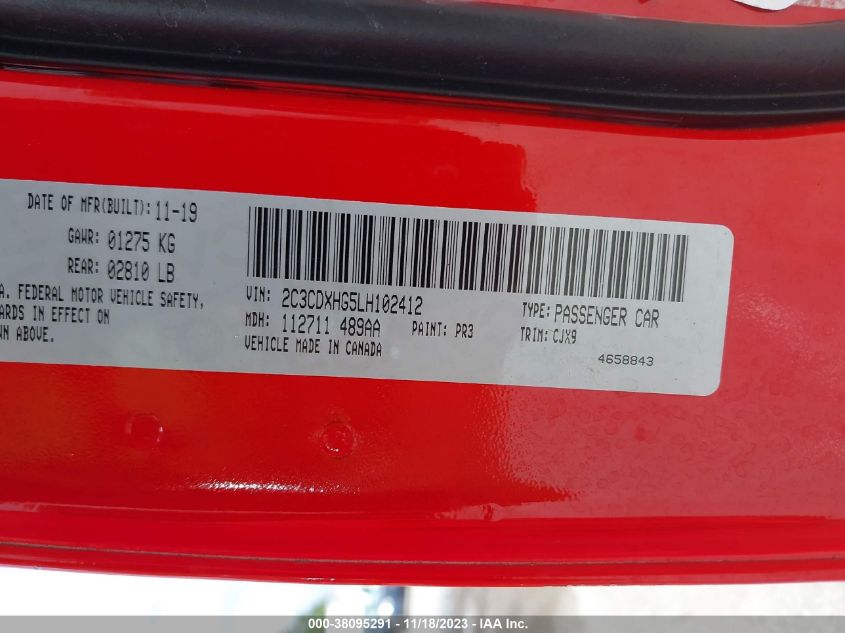 DATE OF MFR(BUILT): 11-19
GAWR: 01275 KG
REAR: 02810 LB
A. FEDERAL MOTOR VEHICLE SAFETY,
ARDS IN EFFECT ON
WN ABOVE.
VIN: 2C3CDXHG5LH102412
TYPE: PASSENGER CAR
MDH: 112711 489AA
PAINT: PR3
TRIM: CJX9
VEHICLE MADE IN CANADA
4658843
000-38095291 - 11/18/2023 - IAA Inc.